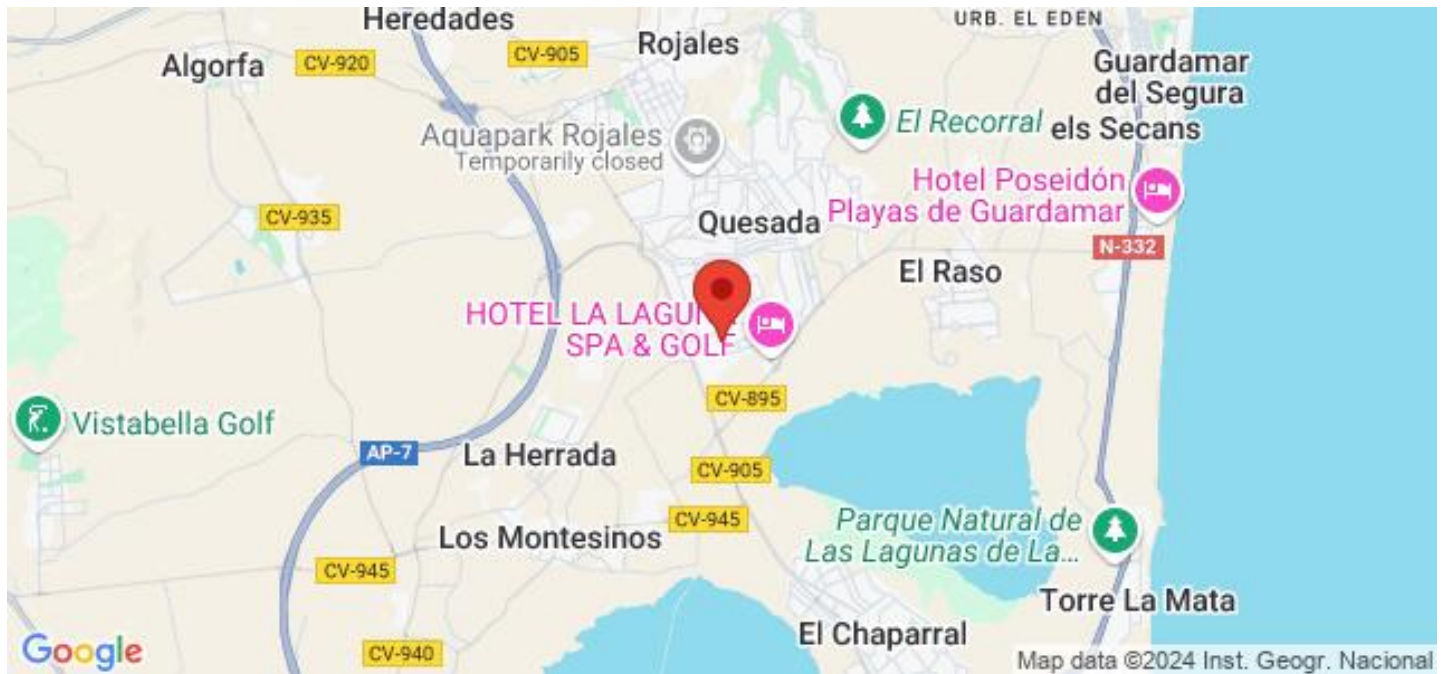 Heredades
URB. EL EDEN
Algorfa
CV-920
CV-905
Rojales
Guardamar
del Segura
Aquapark Rojales
Temporarily closed
El Recorral
els Secans
Hotel Poseidón
Playas de Guardamar
CV-935
Quesada
N-332
El Raso
HOTEL LA LAGU
SPA & GOLF
CV-895
Vistabella Golf
AP-7
La Herrada
CV-905
CV-945
Parque Natural de
Las Lagunas de La...
Los Montesinos
CV-945
Torre La Mata
El Chaparral
CV-940
Google
Map data ©2024 Inst. Geogr. Nacional